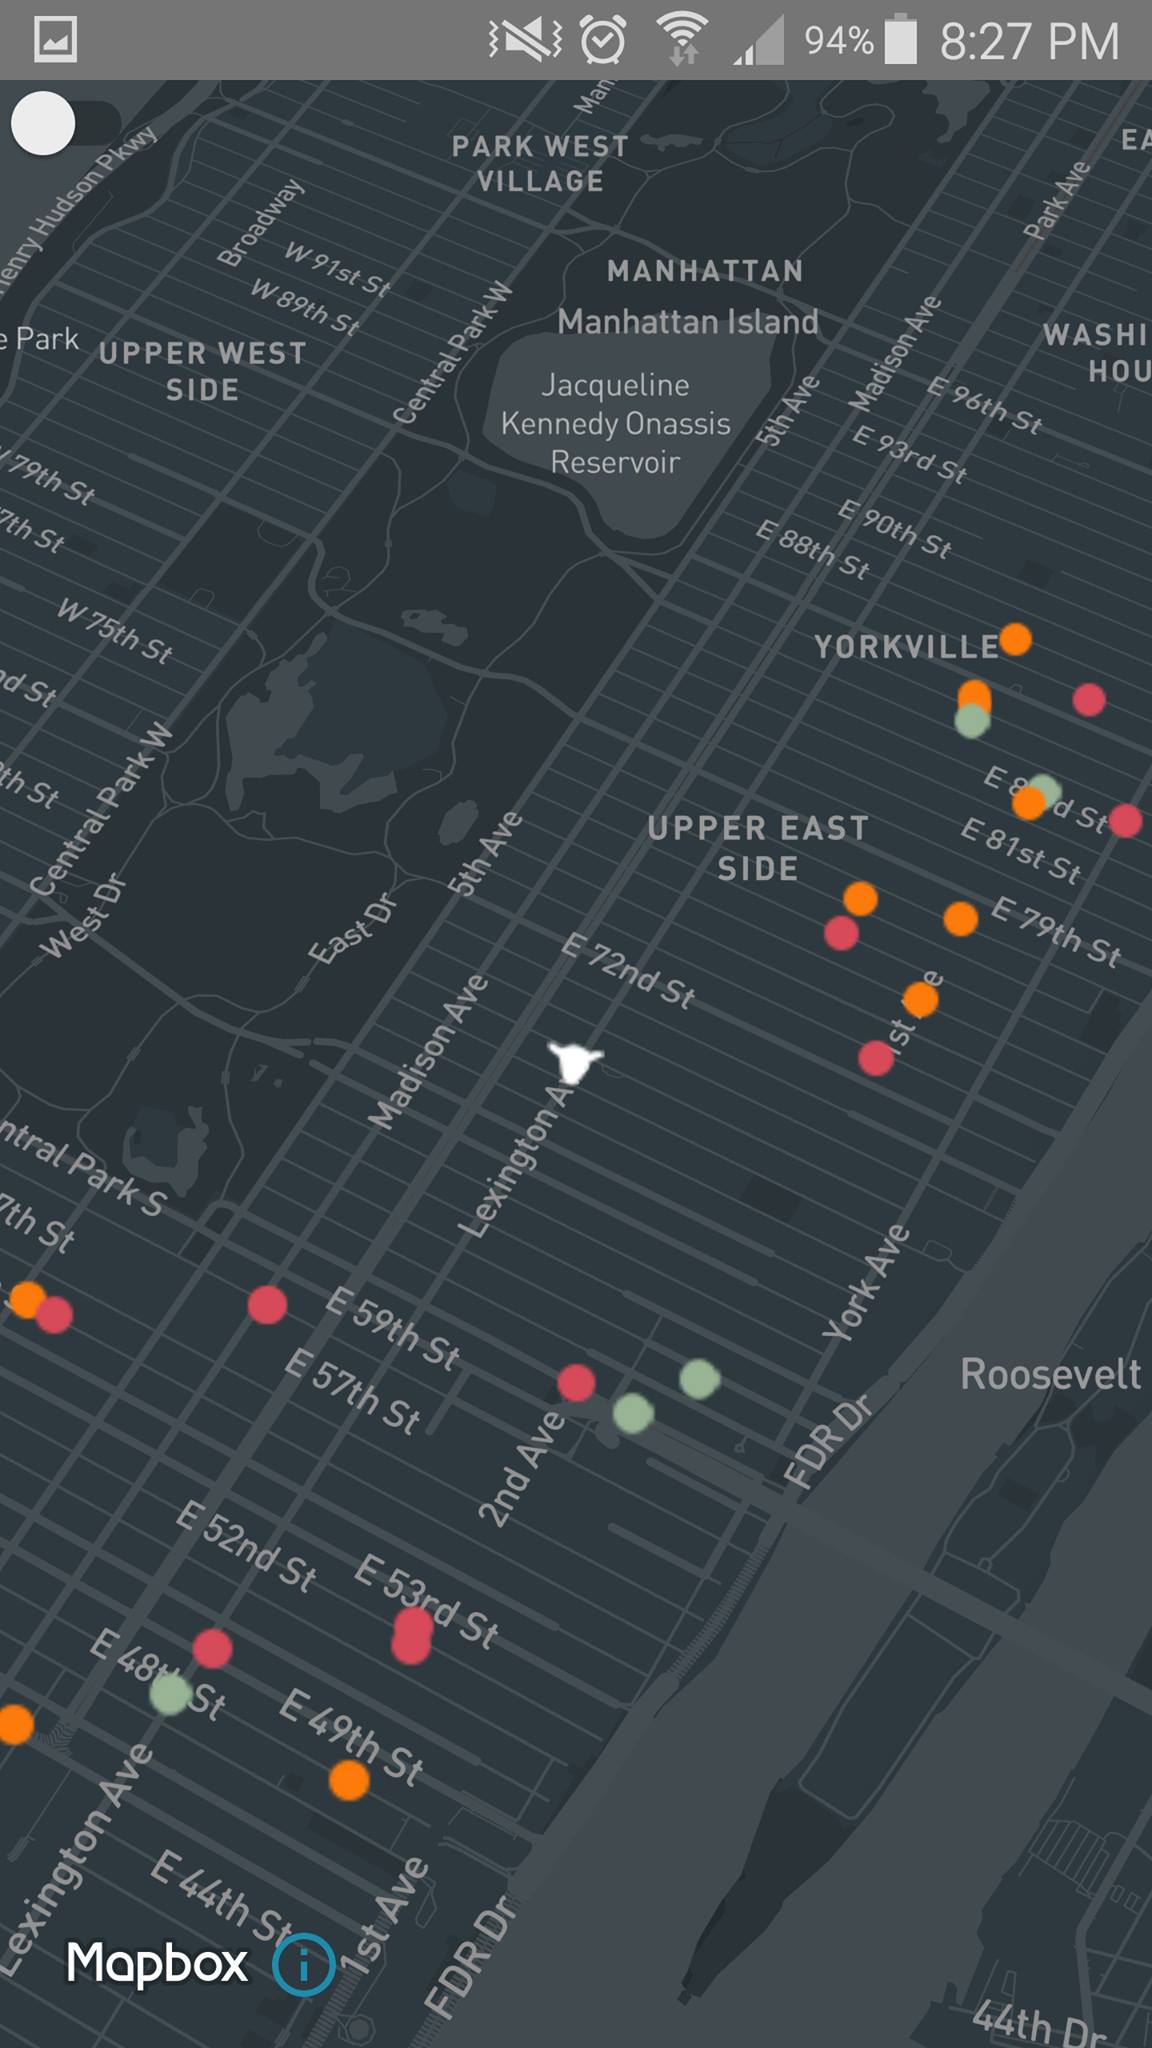 94% 8:27 PM
Man
PARK WEST
VILLAGE
EA
Henry Hudson Pkwy
Broadway
Park Ave
W 91st St
W 89th St
MANHATTAN
Manhattan Island
e Park
UPPER WEST
SIDE
Central Park W
Madison Ave
WASHI
HOU
Jacqueline
Kennedy Onassis
Reservoir
5th Ave
E 96th St
E 93rd St
W 79th St
7th St
E 90th St
E 88th St
W 75th St
YORKVILLE
nd St
Central Park W
th St
E 8 d St
E 81st St
UPPER EAST
SIDE
5th Ave
West Dr
East Dr
E 79th St
E 72nd St
1st e
Madison Ave
Lexington A
ntral Park S
7th St
York Ave
E 59th St
E 57th St
Roosevelt
2nd Ave
FDR Dr
E 52nd St
E 53rd St
E 48th St
E 49th St
Lexington Ave
E 44th St
1st Ave
FDR Dr
Mapbox
i
44th Dr